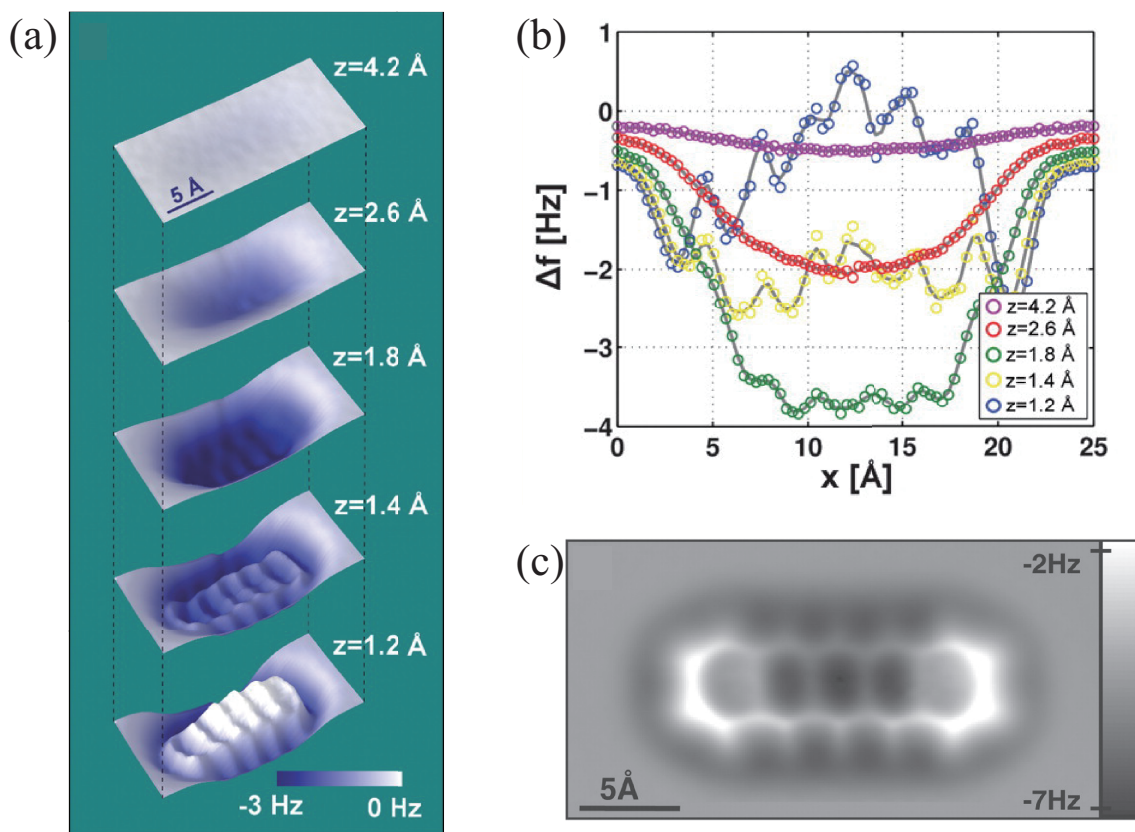 (a)
z=4.2 Å
5 Å
z=2.6 Å
z=1.8 Å
z=1.4 Å
z=1.2 Å
-3 Hz
0 Hz
(b)
1
0
−1
−2
−3
−4
Δf [Hz]
0
5
10
15
20
25
x [Å]
z=4.2 Å
z=2.6 Å
z=1.8 Å
z=1.4 Å
z=1.2 Å
(c)
-2Hz
5Å
-7Hz